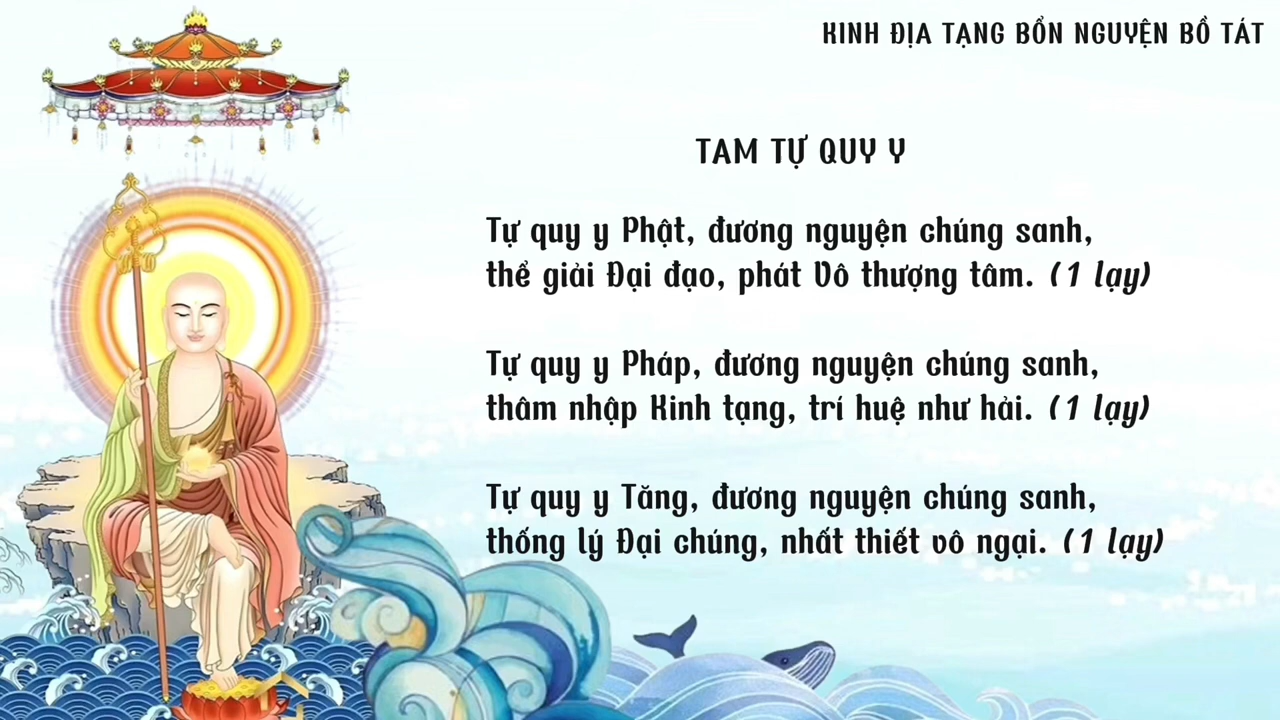 KINH ĐỊA TẠNG BỔN NGUYỆN BỒ TÁT
TAM TỰ QUY Y
Tự quy y Phật, đương nguyện chúng sanh,
thể giải Đại đạo, phát Vô thượng tâm. (1 lạy)
Tự quy y Pháp, đương nguyện chúng sanh,
thâm nhập Kinh tạng, trí huệ như hải. (1 lạy)
Tự quy y Tăng, đương nguyện chúng sanh,
thống lý Đại chúng, nhất thiết vô ngại. (1 lạy)